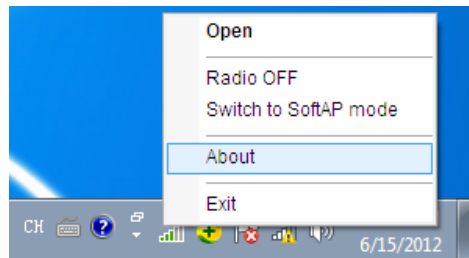 Open
Radio OFF
Switch to SoftAP mode
About
Exit
CH
6/15/2012